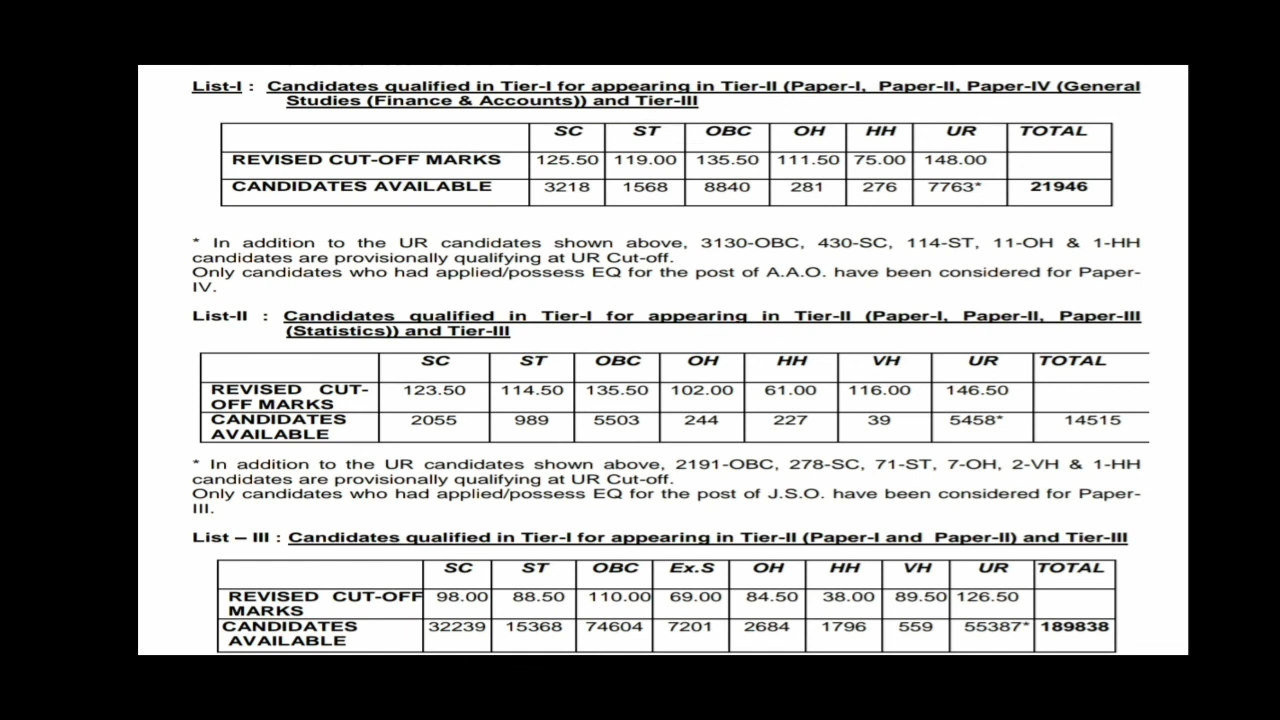 List-I : Candidates qualified in Tier-I for appearing in Tier-II (Paper-I, Paper-II, Paper-IV (General
Studies (Finance & Accounts)) and Tier-III
SC ST OBC OH HH UR TOTAL
REVISED CUT-OFF MARKS 125.50 119.00 135.50 111.50 75.00 148.00
CANDIDATES AVAILABLE 3218 1568 8840 281 276 7763* 21946
* In addition to the UR candidates shown above, 3130-OBC, 430-SC, 114-ST, 11-OH & 1-HH
candidates are provisionally qualifying at UR Cut-off.
Only candidates who had applied/possess EQ for the post of A.A.O. have been considered for Paper-
IV.
List-II : Candidates qualified in Tier-I for appearing in Tier-II (Paper-I, Paper-II, Paper-III
(Statistics)) and Tier-III
SC ST OBC OH HH VH UR TOTAL
REVISED CUT- 123.50 114.50 135.50 102.00 61.00 116.00 146.50
OFF MARKS
CANDIDATES 2055 989 5503 244 227 39 5458* 14515
AVAILABLE
* In addition to the UR candidates shown above, 2191-OBC, 278-SC, 71-ST, 7-OH, 2-VH & 1-HH
candidates are provisionally qualifying at UR Cut-off.
Only candidates who had applied/possess EQ for the post of J.S.O. have been considered for Paper-
III.
List – III : Candidates qualified in Tier-I for appearing in Tier-II (Paper-I and Paper-II) and Tier-III
SC ST OBC Ex.S OH HH VH UR TOTAL
REVISED CUT-OFF 98.00 88.50 110.00 69.00 84.50 38.00 89.50 126.50
MARKS
CANDIDATES 32239 15368 74604 7201 2684 1796 559 55387* 189838
AVAILABLE